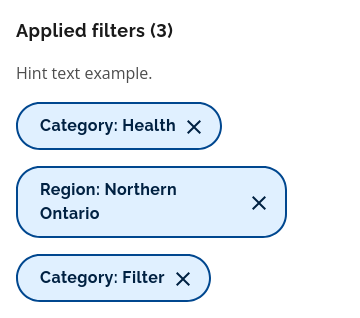 Applied filters (3)
Hint text example.
Category: Health
Region: Northern
Ontario
Category: Filter